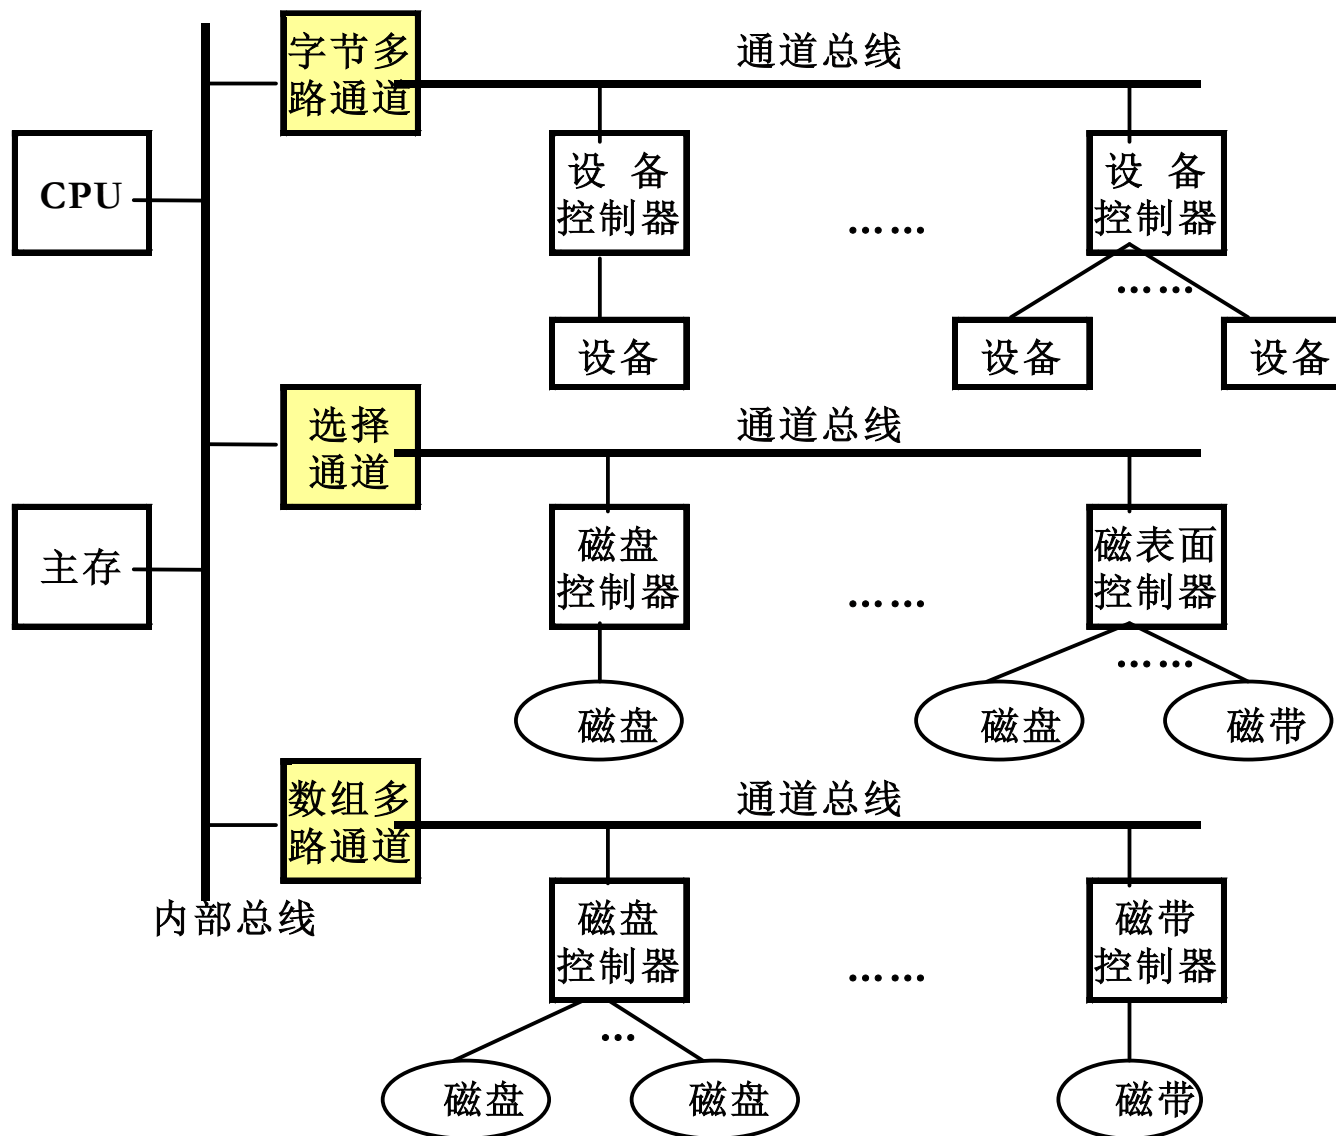 字节多
路通道
通道总线
CPU
设 备
控制器
……
设 备
控制器
……
设备
设备
设备
选择
通道
通道总线
主存
磁盘
控制器
……
磁表面
控制器
……
磁盘
磁盘
磁带
数组多
路通道
通道总线
内部总线
磁盘
控制器
……
磁带
控制器
…
磁盘
磁盘
磁带